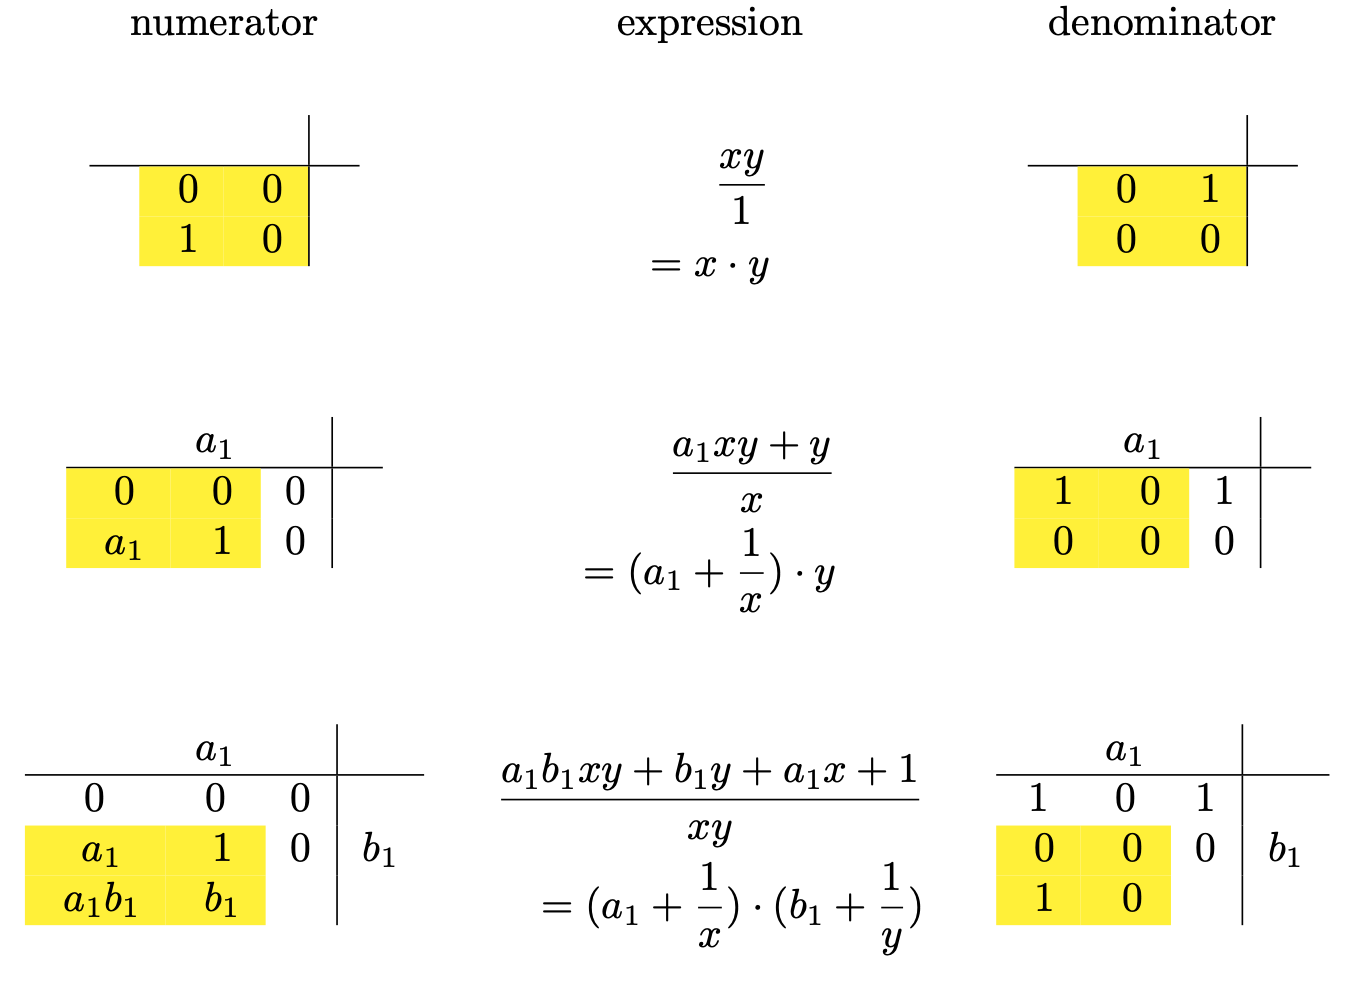 numerator expression denominator
0 0
1 0
xy
1
= x · y
0 1
0 0
a₁
0 0 0
a₁ 1 0
a₁xy + y
x
= (a₁ + 1/x) · y
a₁
1 0 1
0 0 0
a₁
0 0 0
a₁ 1 0 b₁
a₁b₁ b₁
a₁b₁xy + b₁y + a₁x + 1
xy
= (a₁ + 1/x) · (b₁ + 1/y)
a₁
1 0 1
0 0 0 b₁
1 0